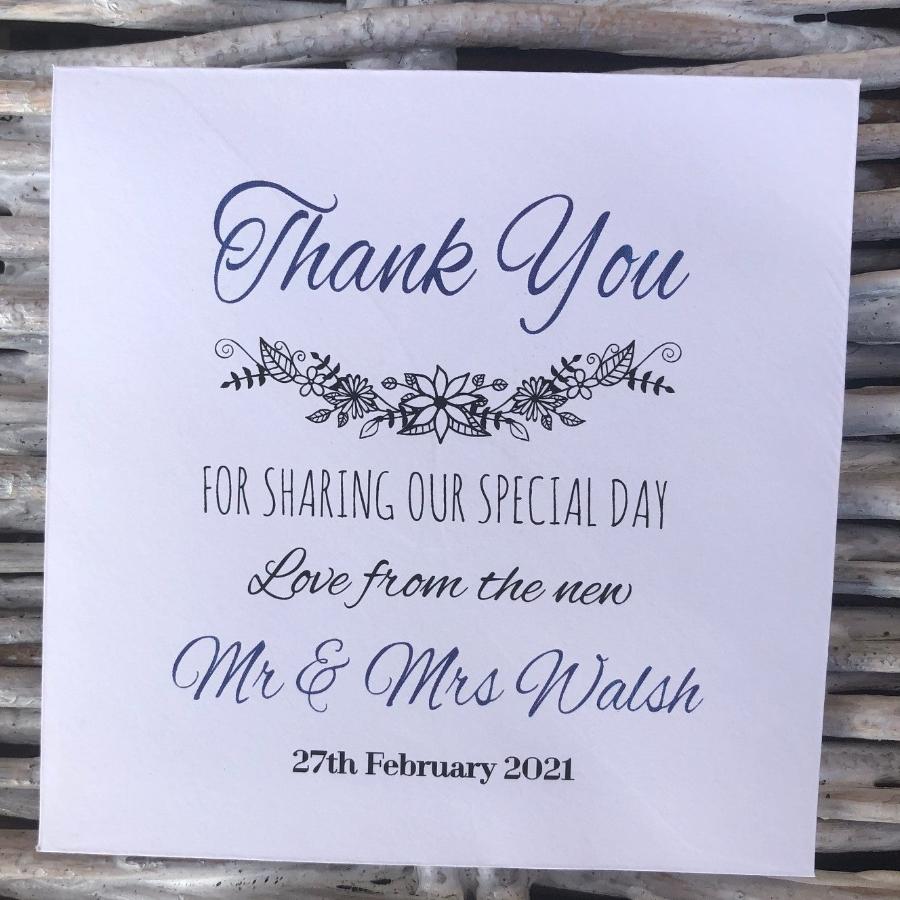 Thank You
FOR SHARING OUR SPECIAL DAY
Love from the new
Mr & Mrs Walsh
27th February 2021